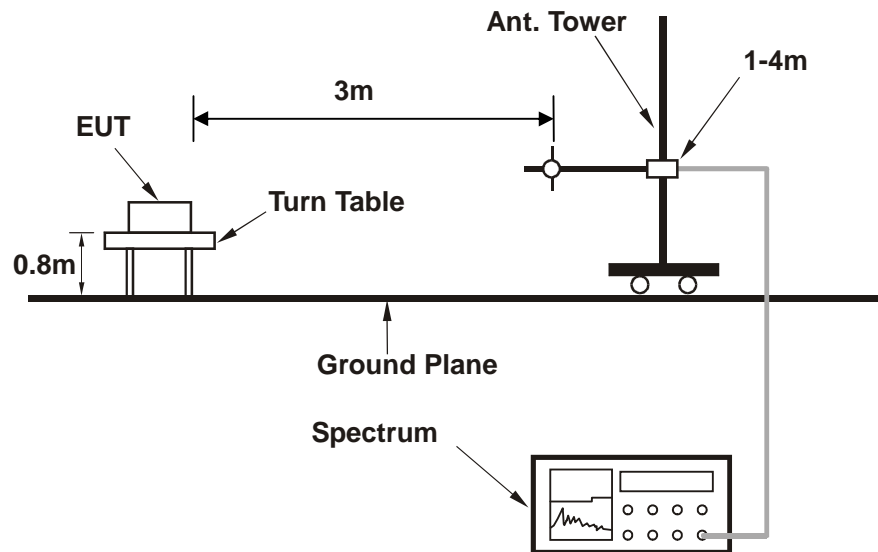 Ant. Tower
1-4m
3m
EUT
Turn Table
0.8m
Ground Plane
Spectrum